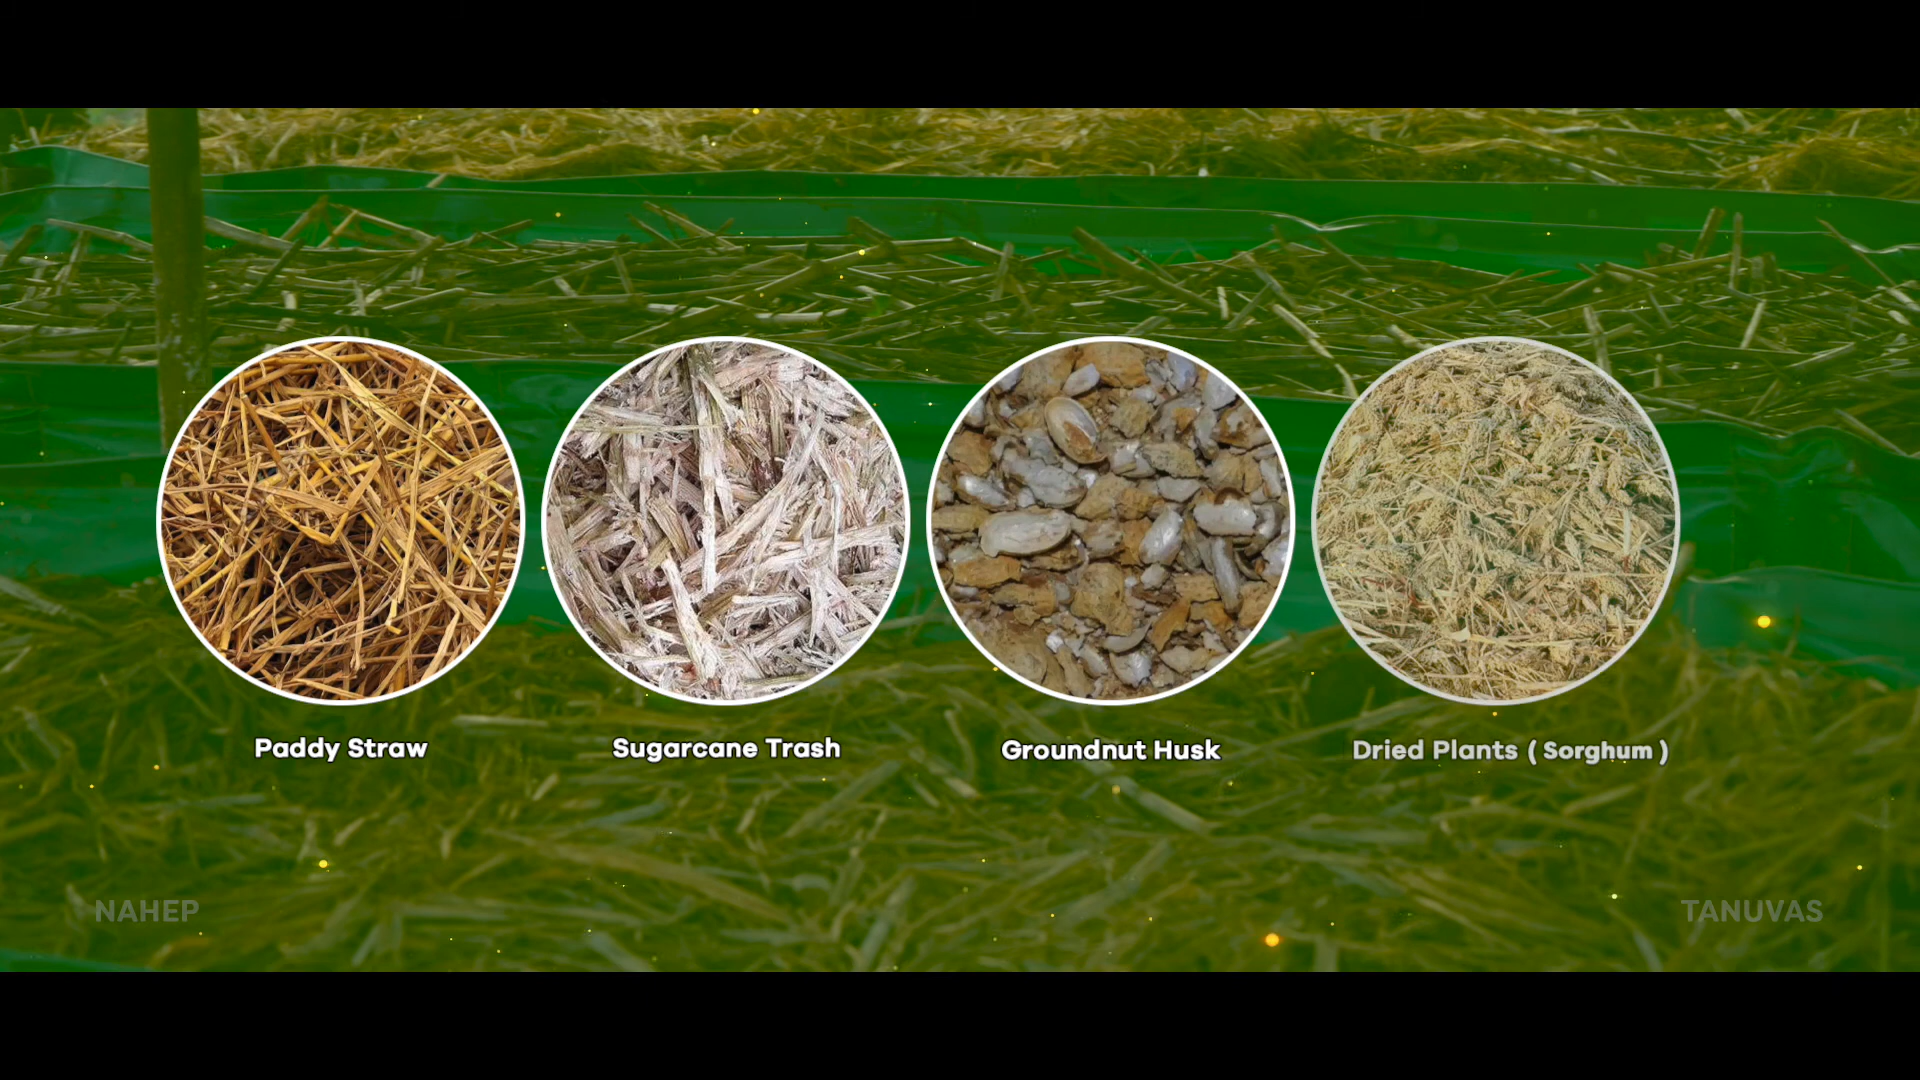 Paddy Straw
Sugarcane Trash
Groundnut Husk
Dried Plants ( Sorghum )
NAHEP
TANUVAS